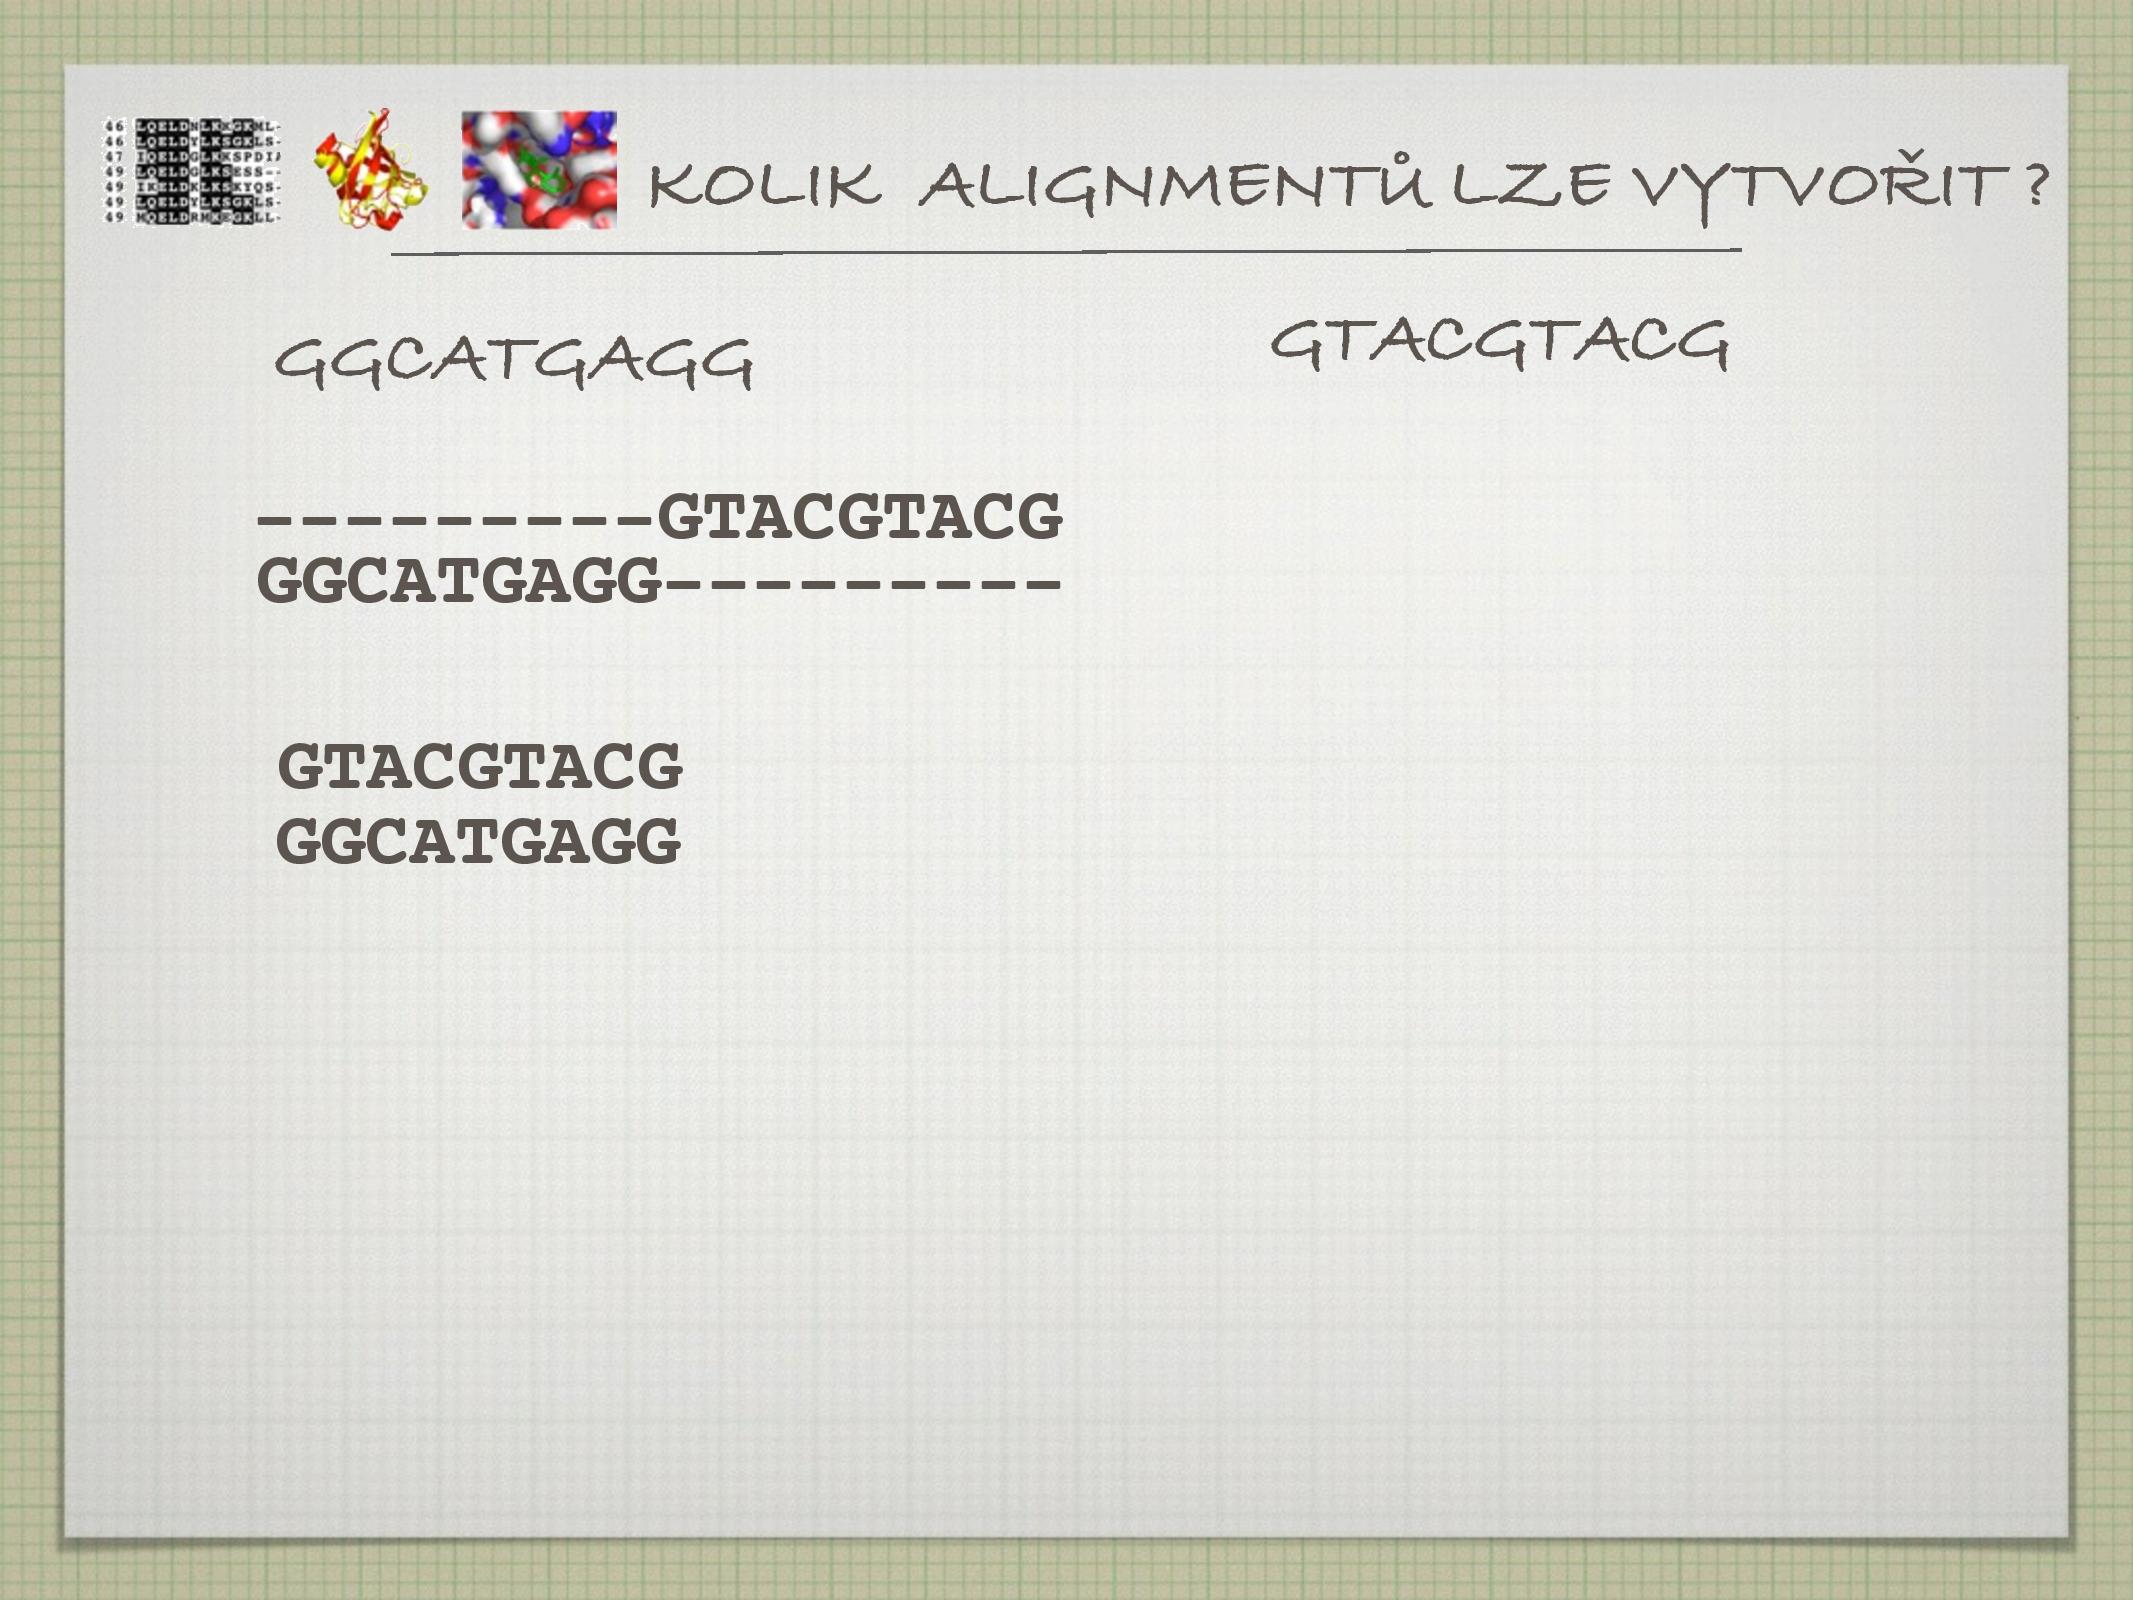 46 LQELDNLKKGKML-
46 LQELDYLKSGKLS-
47 IQELDGLKKSPDI
49 LQELDGLKSESS--
49 IKELDKLKSKYQS-
49 LQELDYLKSGKLS-
49 MQELDRMKEGKLL-
KOLIK ALIGNMENTŮ LZE VYTVOŘIT ?
GGCATGAGG
GTACGTACG
---------GTACGTACG
GGCATGAGG---------
GTACGTACG
GGCATGAGG